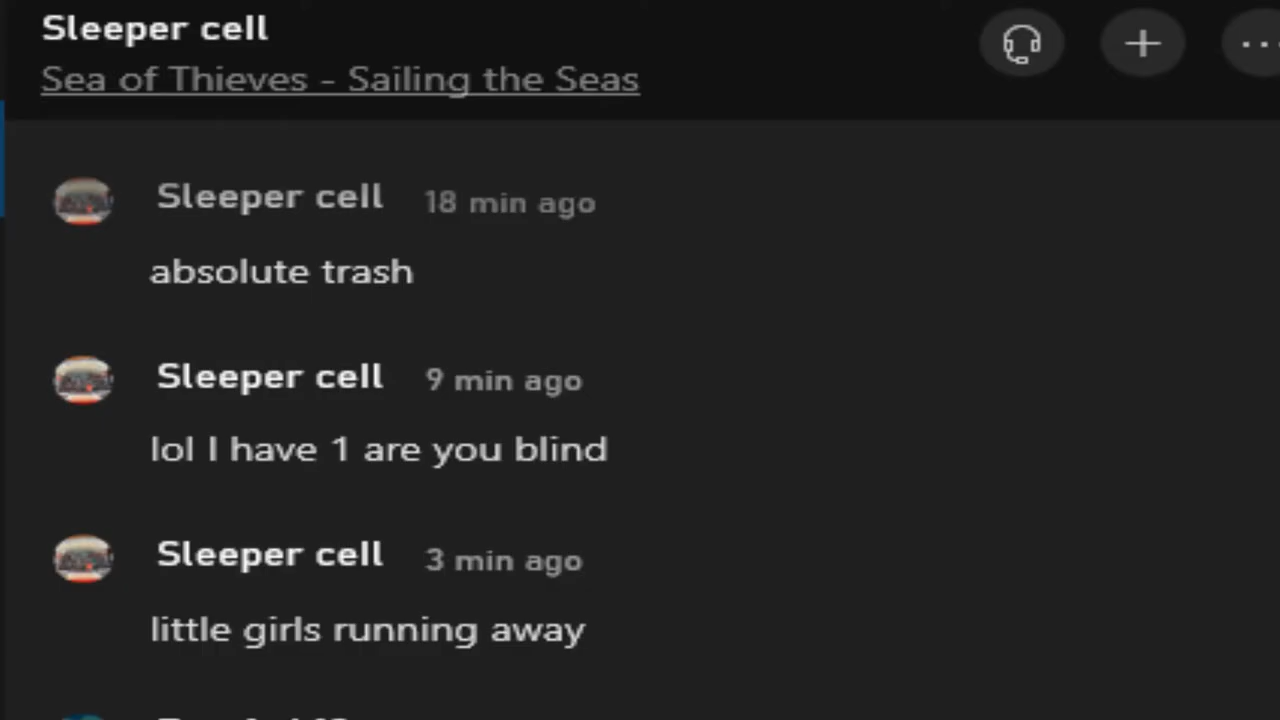 Sleeper cell
Sea of Thieves - Sailing the Seas
Sleeper cell 18 min ago
absolute trash
Sleeper cell 9 min ago
lol I have 1 are you blind
Sleeper cell 3 min ago
little girls running away